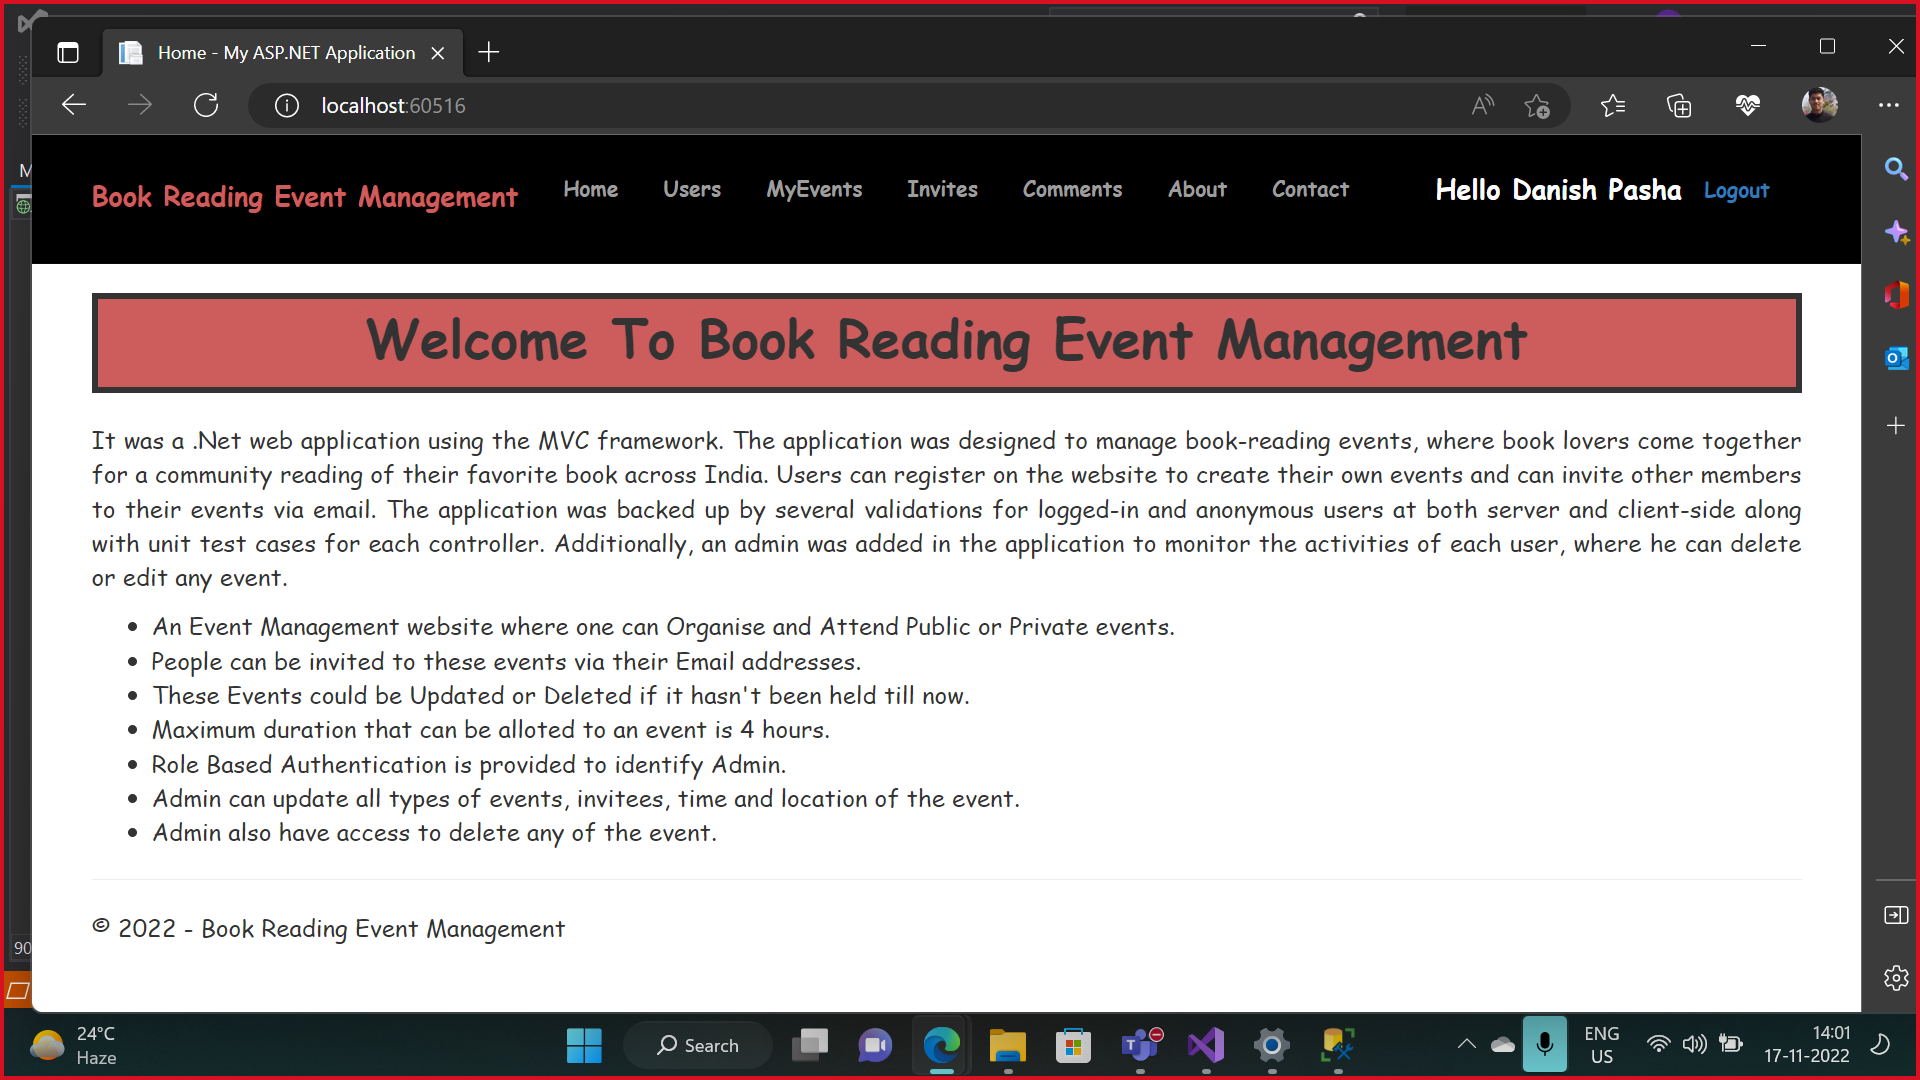 Home - My ASP.NET Application
localhost:60516
M
Book Reading Event Management Home Users MyEvents Invites Comments About Contact Hello Danish Pasha Logout
Welcome To Book Reading Event Management
It was a .Net web application using the MVC framework. The application was designed to manage book-reading events, where book lovers come together
for a community reading of their favorite book across India. Users can register on the website to create their own events and can invite other members
to their events via email. The application was backed up by several validations for logged-in and anonymous users at both server and client-side along
with unit test cases for each controller. Additionally, an admin was added in the application to monitor the activities of each user, where he can delete
or edit any event.
• An Event Management website where one can Organise and Attend Public or Private events.
• People can be invited to these events via their Email addresses.
• These Events could be Updated or Deleted if it hasn't been held till now.
• Maximum duration that can be alloted to an event is 4 hours.
• Role Based Authentication is provided to identify Admin.
• Admin can update all types of events, invitees, time and location of the event.
• Admin also have access to delete any of the event.
© 2022 - Book Reading Event Management
90
24°C
Haze
Search
ENG
US
14:01
17-11-2022